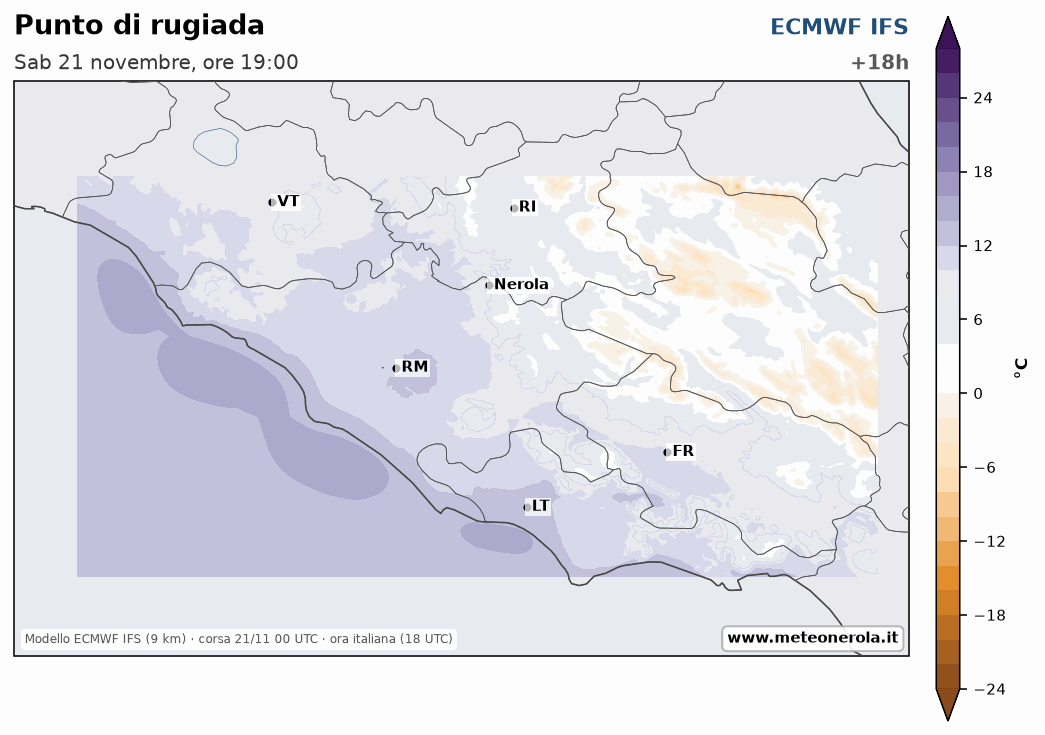 Punto di rugiada
ECMWF IFS
Sab 21 novembre, ore 19:00
+18h
24
18
12
6
0
−6
−12
−18
−24
°C
VT
RI
Nerola
RM
FR
LT
Modello ECMWF IFS (9 km) · corsa 21/11 00 UTC · ora italiana (18 UTC)
www.meteonerola.it